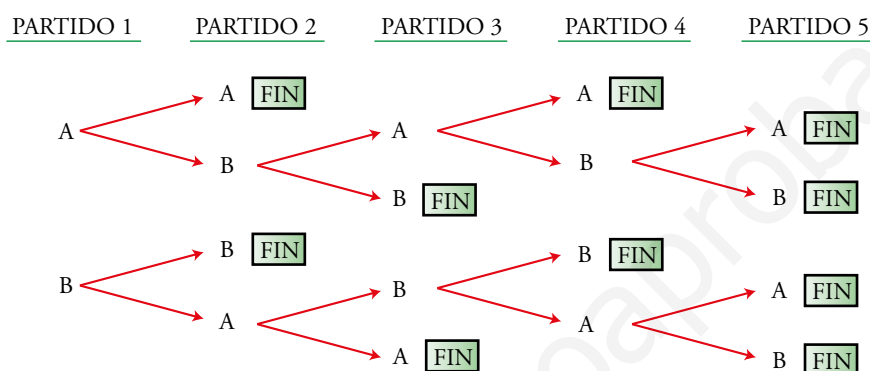 PARTIDO 1 PARTIDO 2 PARTIDO 3 PARTIDO 4 PARTIDO 5
A FIN A FIN
A A A FIN
B B
B FIN B FIN
B FIN B FIN
B B A FIN
A A
A FIN B FIN